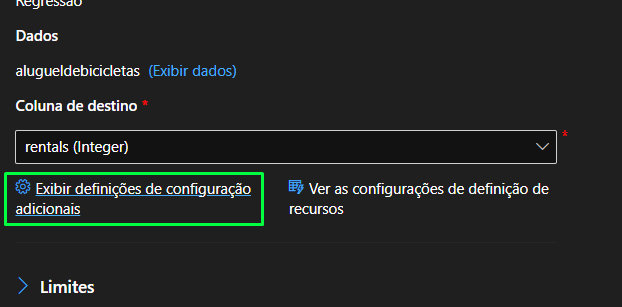 Regressão
Dados
alugueldebicicletas (Exibir dados)
Coluna de destino *
rentals (Integer) *
Exibir definições de configuração
adicionais
Ver as configurações de definição de
recursos
Limites